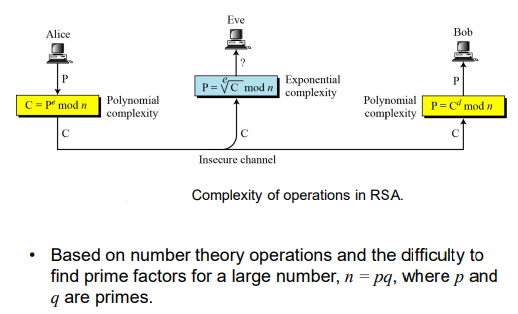 Eve
Alice
Bob
?
P
P = ᵉ√C mod n
Exponential complexity
P
C = Pᵉ mod n
Polynomial complexity
Polynomial complexity
P = Cᵈ mod n
C
C
C
Insecure channel
Complexity of operations in RSA.
• Based on number theory operations and the difficulty to
find prime factors for a large number, n = pq, where p and
q are primes.